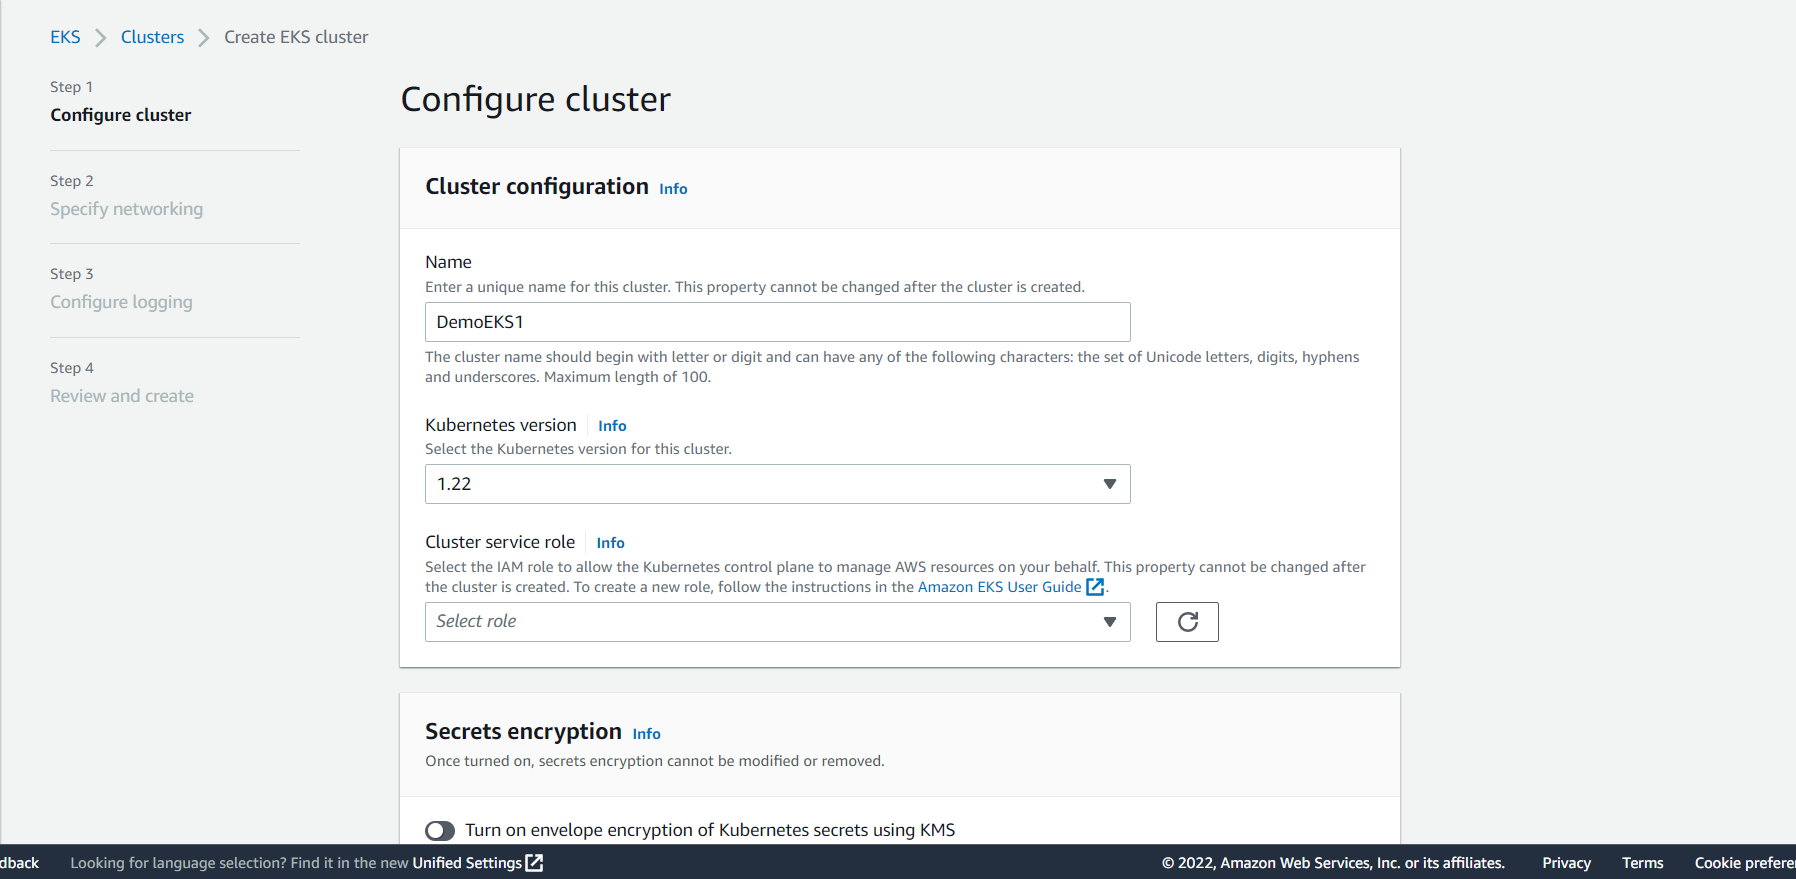 EKS
Clusters
Create EKS cluster
Step 1
Configure cluster
Step 2
Specify networking
Step 3
Configure logging
Step 4
Review and create
Configure cluster
Cluster configuration Info
Name
Enter a unique name for this cluster. This property cannot be changed after the cluster is created.
DemoEKS1
The cluster name should begin with letter or digit and can have any of the following characters: the set of Unicode letters, digits, hyphens
and underscores. Maximum length of 100.
Kubernetes version Info
Select the Kubernetes version for this cluster.
1.22
Cluster service role Info
Select the IAM role to allow the Kubernetes control plane to manage AWS resources on your behalf. This property cannot be changed after
the cluster is created. To create a new role, follow the instructions in the Amazon EKS User Guide.
Select role
Secrets encryption Info
Once turned on, secrets encryption cannot be modified or removed.
Turn on envelope encryption of Kubernetes secrets using KMS
dback Looking for language selection? Find it in the new Unified Settings © 2022, Amazon Web Services, Inc. or its affiliates. Privacy Terms Cookie prefere